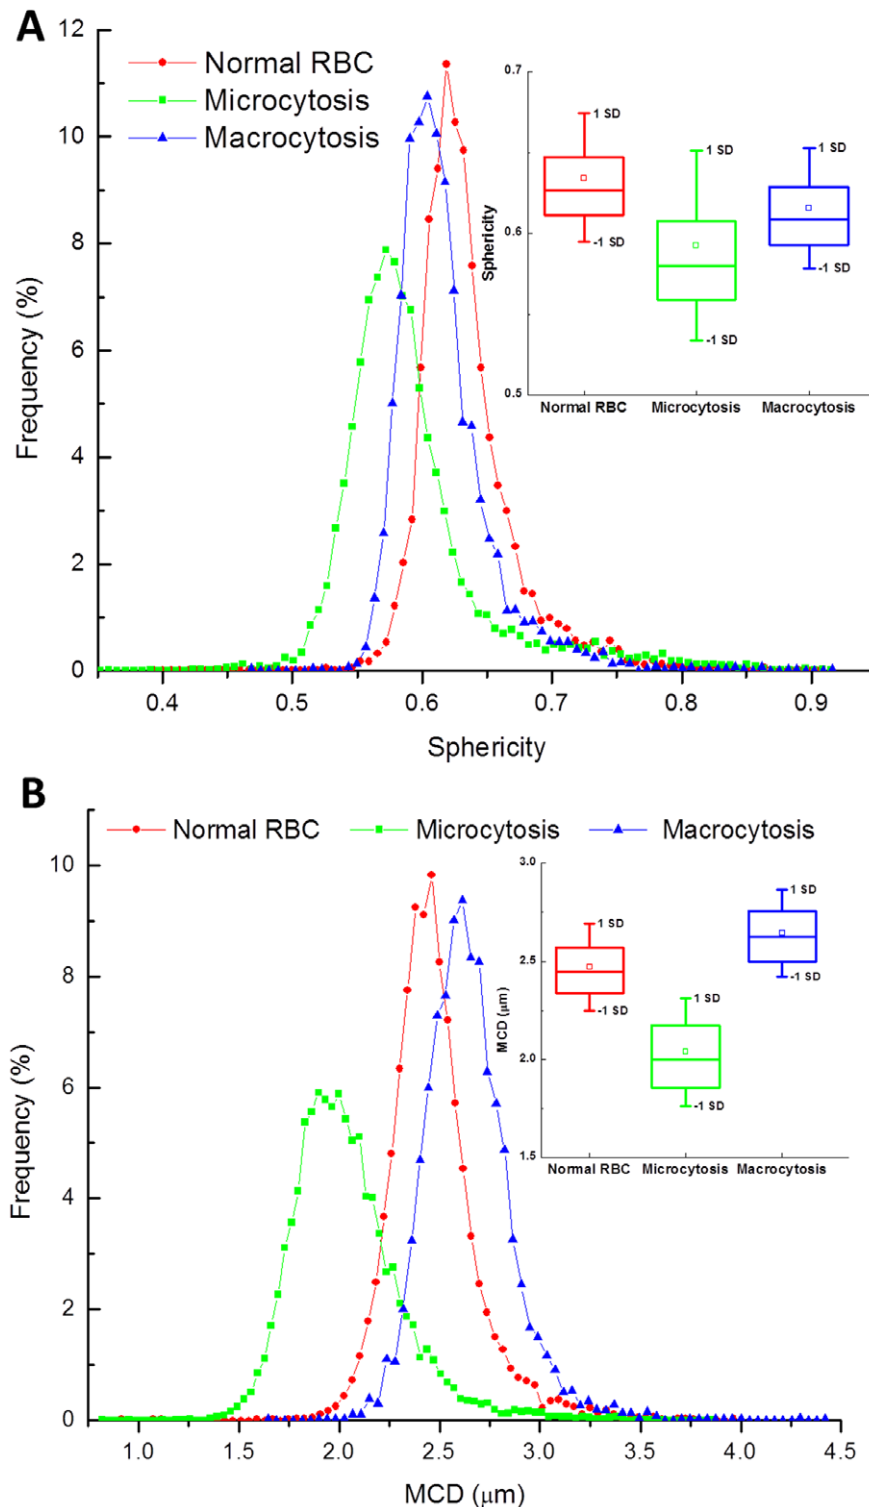 A
12
10
8
6
4
2
0
Frequency (%)
Normal RBC
Microcytosis
Macrocytosis
0.4 0.5 0.6 0.7 0.8 0.9
Sphericity
0.7
0.6
0.5
Sphericity
1 SD
-1 SD
1 SD
-1 SD
1 SD
-1 SD
Normal RBC Microcytosis Macrocytosis
B
10
8
6
4
2
0
Frequency (%)
Normal RBC Microcytosis Macrocytosis
1.0 1.5 2.0 2.5 3.0 3.5 4.0 4.5
MCD (μm)
3.0
2.5
2.0
1.5
MCD (μm)
1 SD
-1 SD
1 SD
-1 SD
1 SD
-1 SD
Normal RBC Microcytosis Macrocytosis